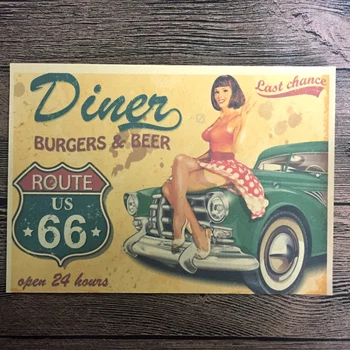 Diner
BURGERS & BEER
Last chance
ROUTE
US
66
open 24 hours